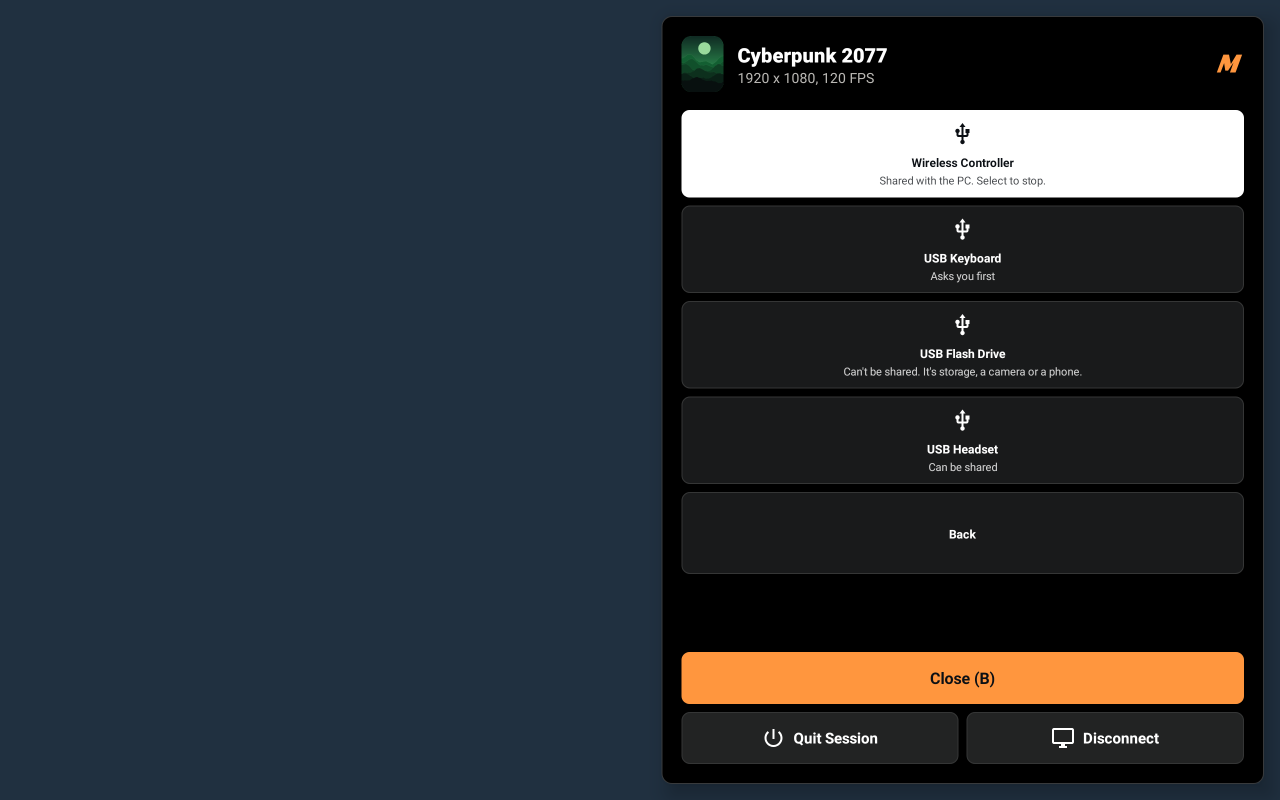 Cyberpunk 2077
1920 x 1080, 120 FPS
M
Wireless Controller
Shared with the PC. Select to stop.
USB Keyboard
Asks you first
USB Flash Drive
Can't be shared. It's storage, a camera or a phone.
USB Headset
Can be shared
Back
Close (B)
Quit Session
Disconnect